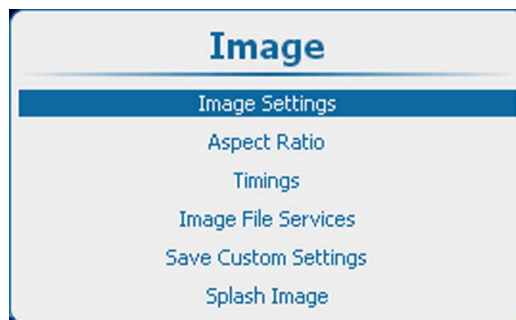 Image
Image Settings
Aspect Ratio
Timings
Image File Services
Save Custom Settings
Splash Image